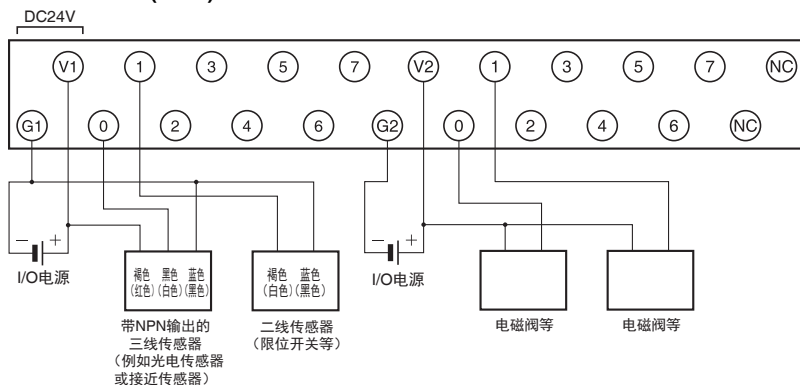 DC24V
V1 1 3 5 7 V2 1 3 5 7 NC
G1 0 2 4 6 G2 0 2 4 6 NC
− +
I/O电源
褐色 黑色 蓝色
(红色) (白色) (黑色)
带NPN输出的
三线传感器
(例如光电传感器
或接近传感器)
褐色 蓝色
(白色) (黑色)
二线传感器
(限位开关等)
− +
I/O电源
电磁阀等
电磁阀等